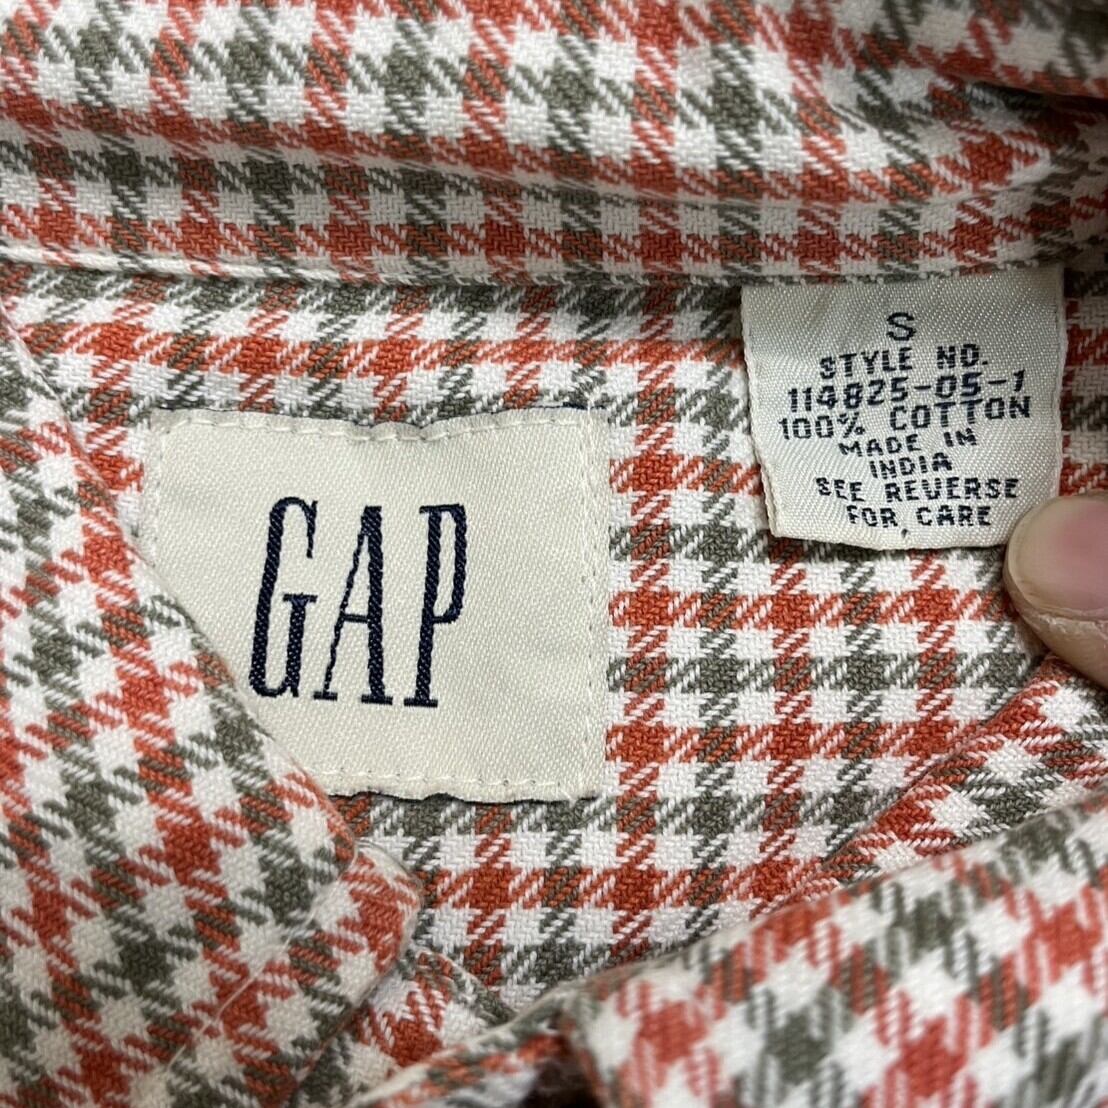 GAP
S
STYLE NO.
114825-05-1
100% COTTON
MADE IN
INDIA
SEE REVERSE
FOR CARE